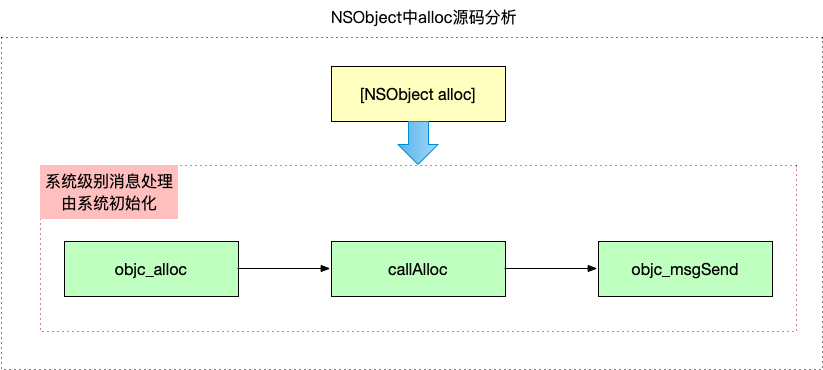 NSObject中alloc源码分析
[NSObject alloc]
系统级别消息处理
由系统初始化
objc_alloc
callAlloc
objc_msgSend